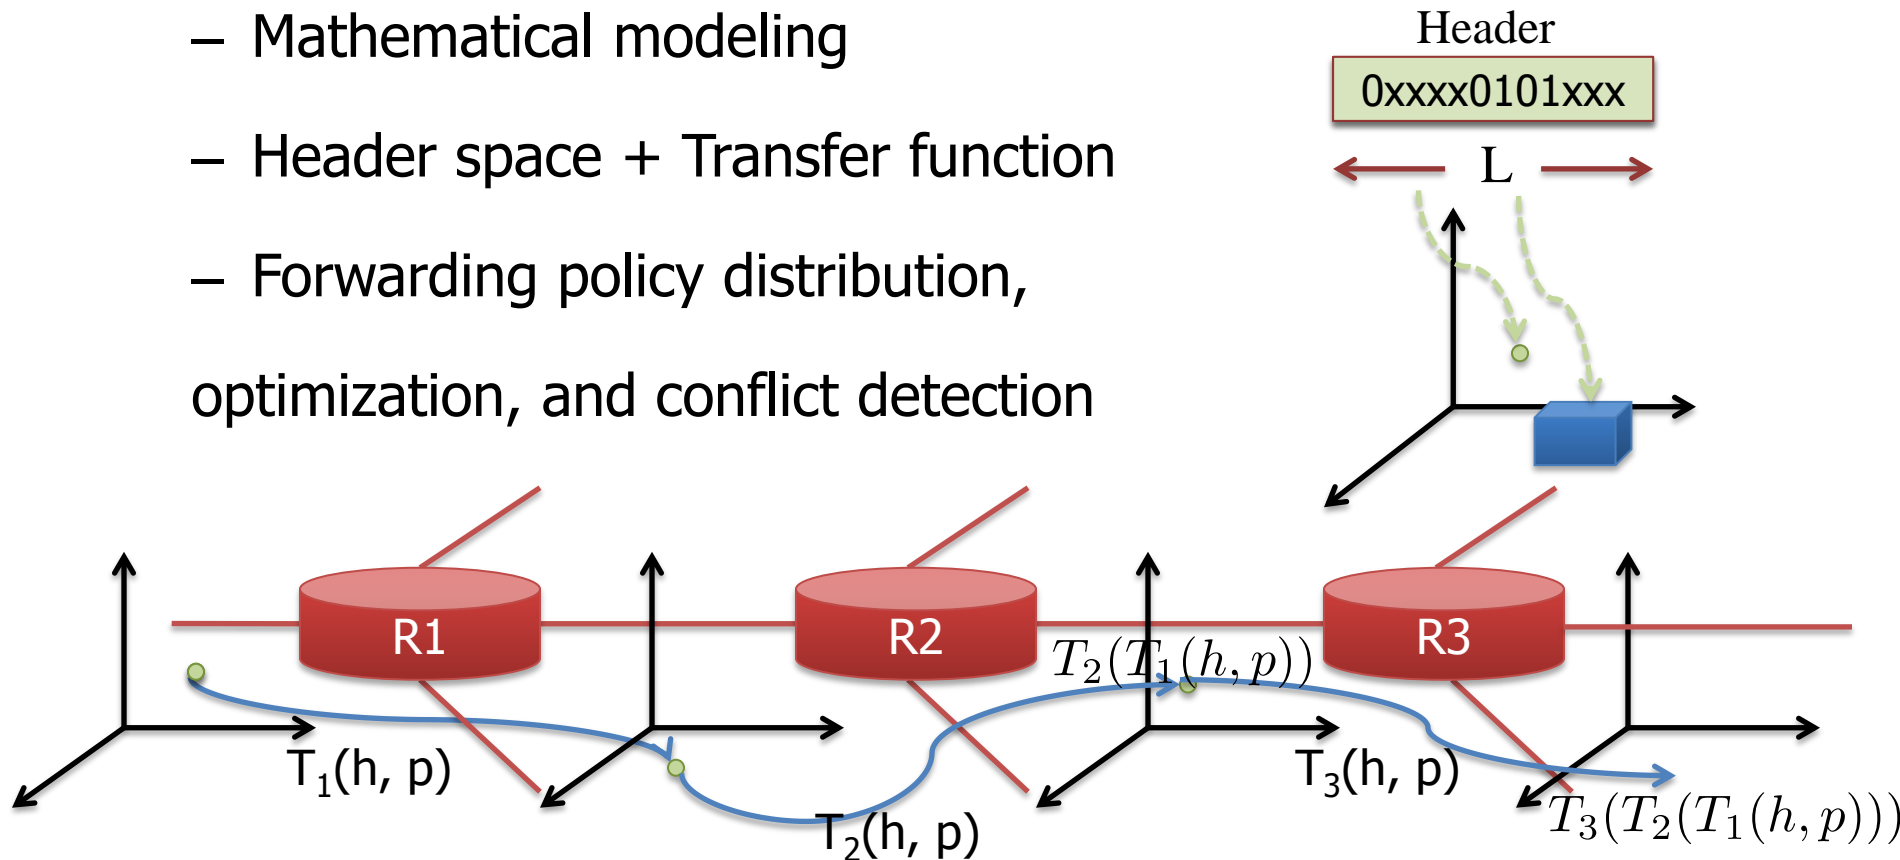 – Mathematical modeling
– Header space + Transfer function
– Forwarding policy distribution,
optimization, and conflict detection
Header
0xxxx0101xxx
L
R1
R2
R3
T₂(T₁(h, p))
T₁(h, p)
T₂(h, p)
T₃(h, p)
T₃(T₂(T₁(h, p)))